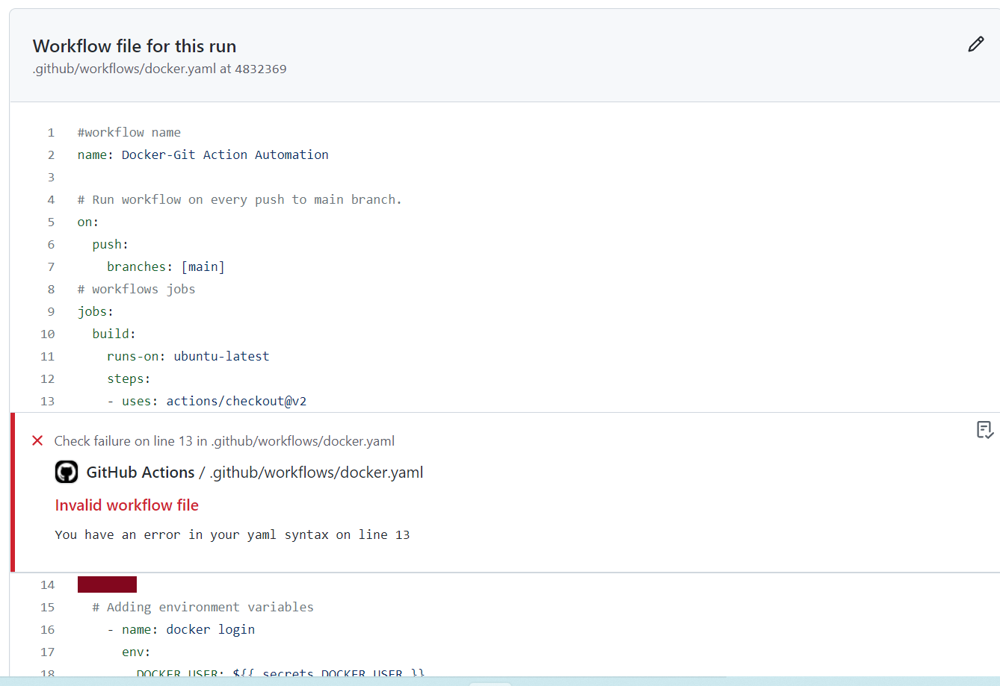 Workflow file for this run
.github/workflows/docker.yaml at 4832369
1 #workflow name
2 name: Docker-Git Action Automation
3
4 # Run workflow on every push to main branch.
5 on:
6 push:
7 branches: [main]
8 # workflows jobs
9 jobs:
10 build:
11 runs-on: ubuntu-latest
12 steps:
13 - uses: actions/checkout@v2
Check failure on line 13 in .github/workflows/docker.yaml
GitHub Actions / .github/workflows/docker.yaml
Invalid workflow file
You have an error in your yaml syntax on line 13
14
15 # Adding environment variables
16 - name: docker login
17 env:
18 DOCKER_USER: ${{ secrets.DOCKER_USER }}